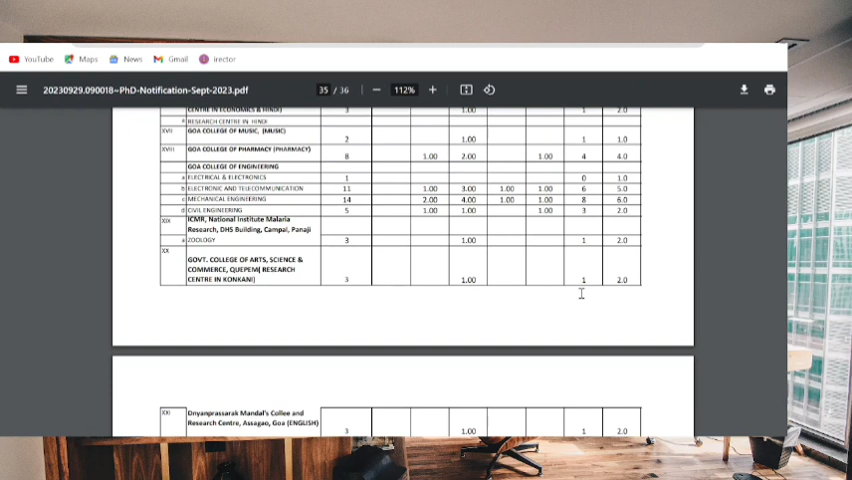 YouTube Maps News Gmail irector
20230929.090018~PhD-Notification-Sept-2023.pdf 35 / 36 112%
CENTRE IN ECONOMICS & HINDI) 3 1.00 1 2.0
RESEARCH CENTRE IN HINDI
XVII GOA COLLEGE OF MUSIC, (MUSIC) 2 1.00 1 1.0
XVIII GOA COLLEGE OF PHARMACY (PHARMACY) 8 1.00 2.00 1.00 4 4.0
GOA COLLEGE OF ENGINEERING
a ELECTRICAL & ELECTRONICS 1 0 1.0
b ELECTRONIC AND TELECOMMUNICATION 11 1.00 3.00 1.00 1.00 6 5.0
c MECHANICAL ENGINEERING 14 2.00 4.00 1.00 1.00 8 6.0
d CIVIL ENGINEERING 5 1.00 1.00 1.00 3 2.0
XIX ICMR, National Institute Malaria
Research, DHS Building, Campal, Panaji
a ZOOLOGY 3 1.00 1 2.0
XX
GOVT. COLLEGE OF ARTS, SCIENCE &
COMMERCE, QUEPEM( RESEARCH
CENTRE IN KONKANI) 3 1.00 1 2.0
XXI Dnyanprassarak Mandal's Collee and
Research Centre, Assagao, Goa (ENGLISH)
3 1.00 1 2.0